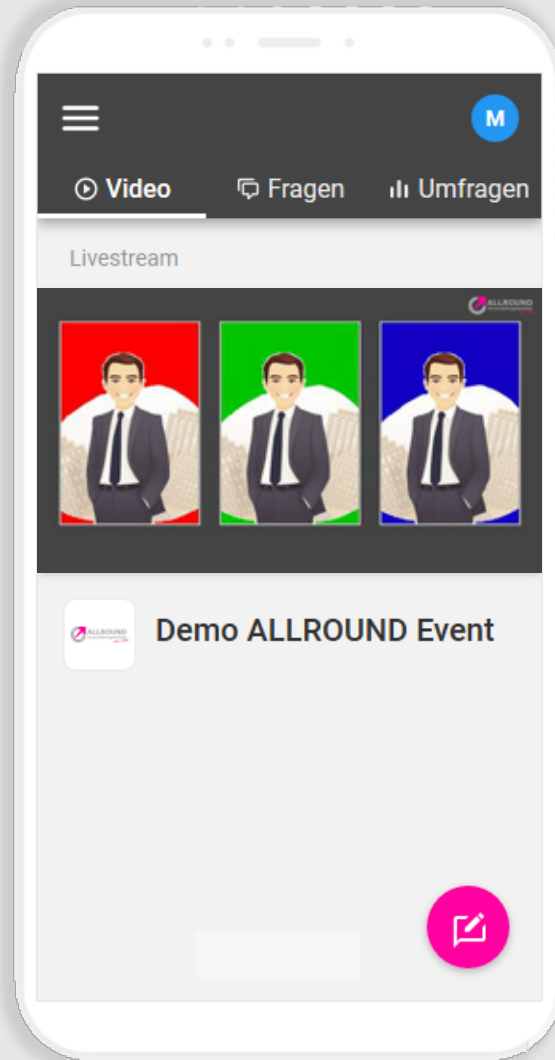 M
Video Fragen Umfragen
Livestream
ALLROUND
ALLROUND
Demo ALLROUND Event